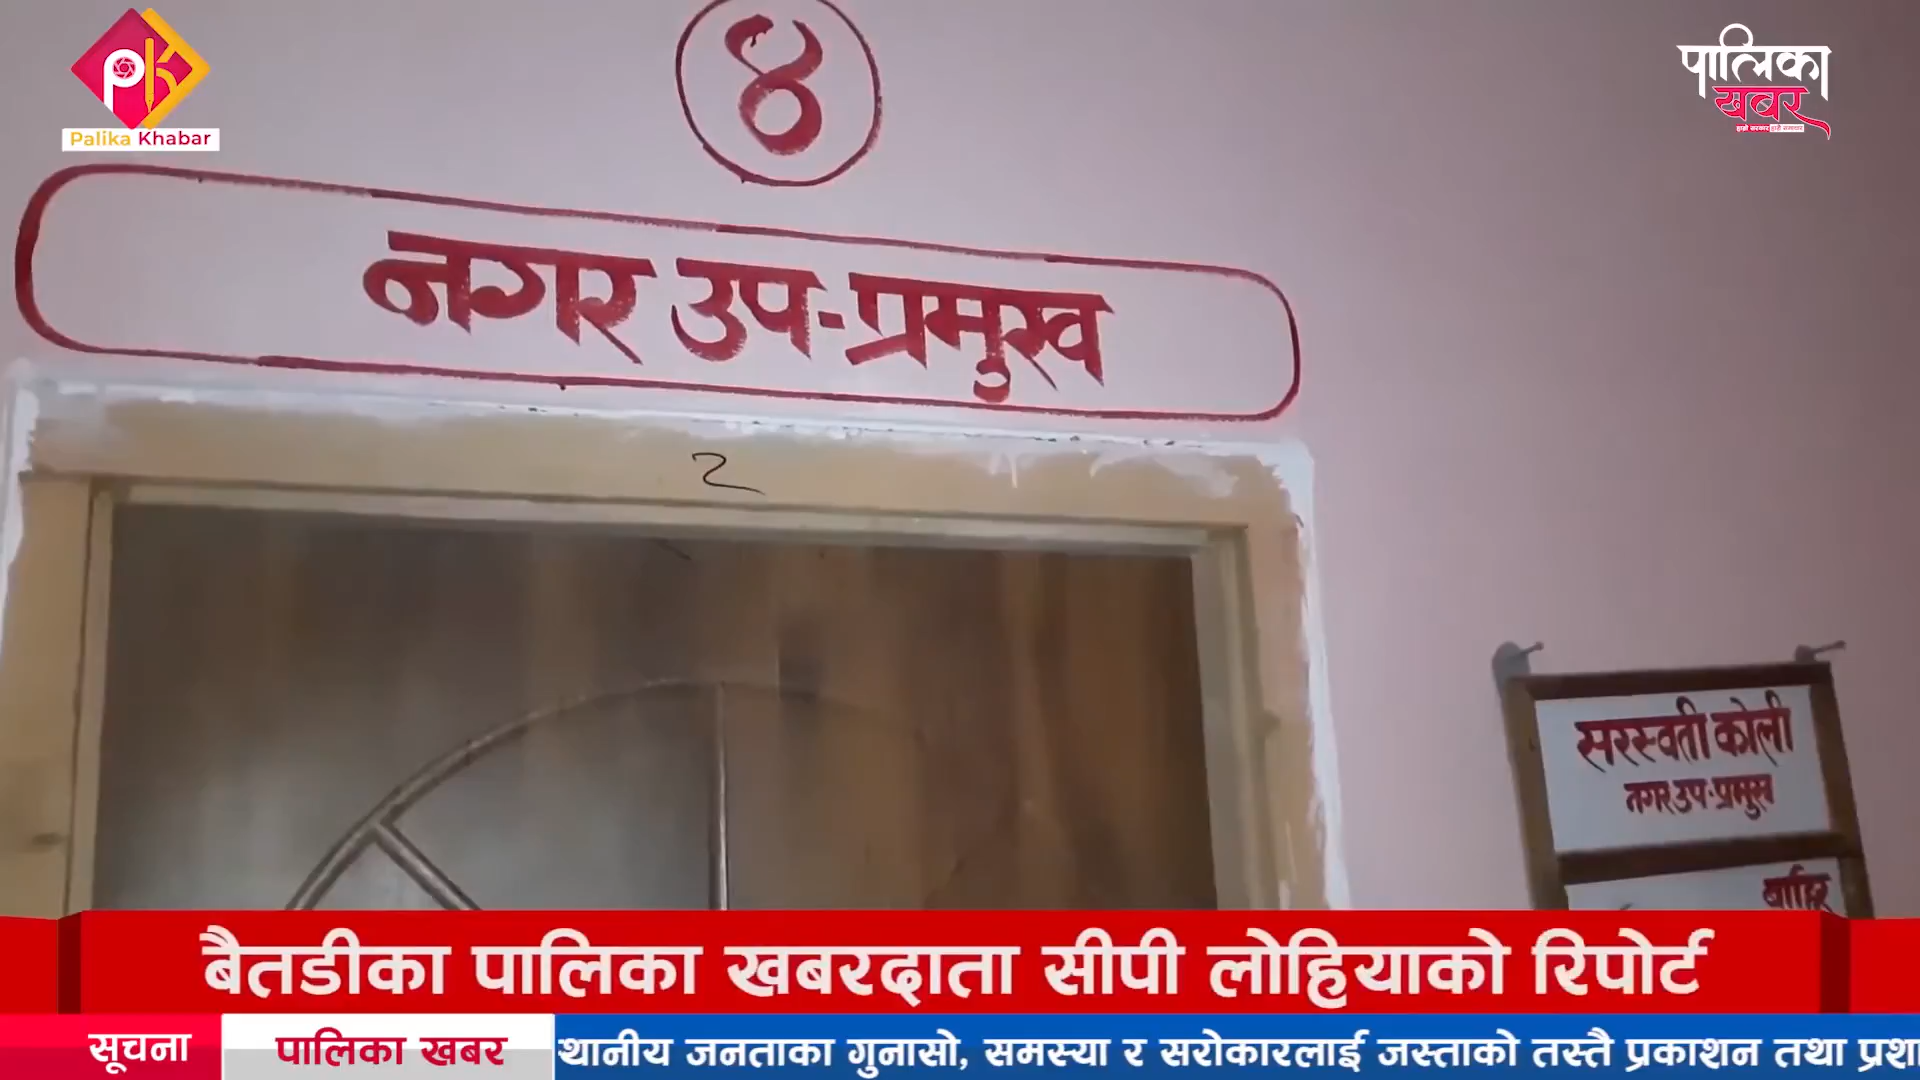 Palika Khabar
पालिका
खबर
४
नगर उप-प्रमुख
2
सरस्वती कोली
नगर उप-प्रमुख
बाहिर
बैतडीका पालिका खबरदाता सीपी लोहियाको रिपोर्ट
सूचना
पालिका खबर
थानीय जनताका गुनासो, समस्या र सरोकारलाई जस्ताको तस्तै प्रकाशन तथा प्रशा